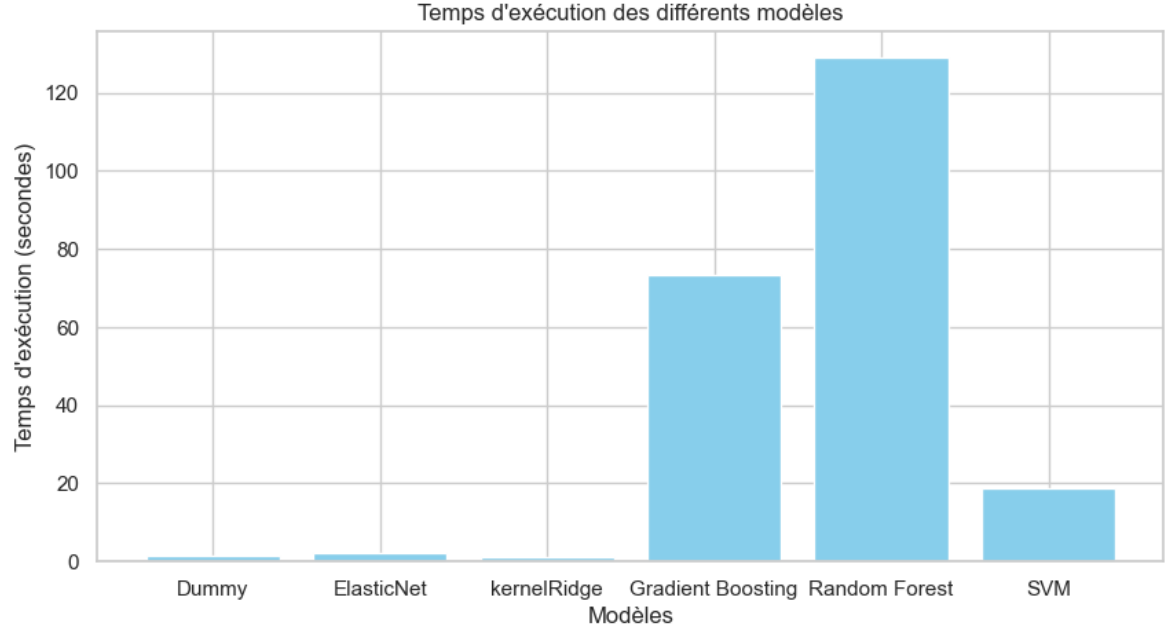 Temps d'exécution des différents modèles
Temps d'exécution (secondes)
120
100
80
60
40
20
0
Dummy ElasticNet kernelRidge Gradient Boosting Random Forest SVM
Modèles